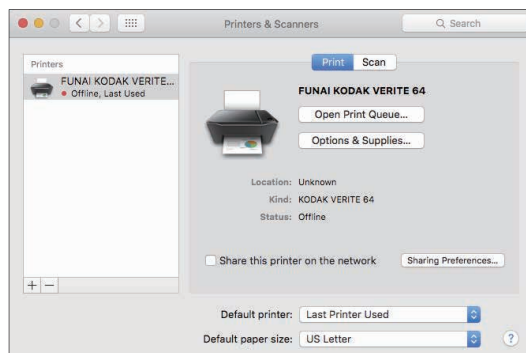 Printers & Scanners
Search
Printers
FUNAI KODAK VERITE...
Offline, Last Used
Print Scan
FUNAI KODAK VERITE 64
Open Print Queue...
Options & Supplies...
Location: Unknown
Kind: KODAK VERITE 64
Status: Offline
Share this printer on the network Sharing Preferences...
+ −
Default printer: Last Printer Used
Default paper size: US Letter ?